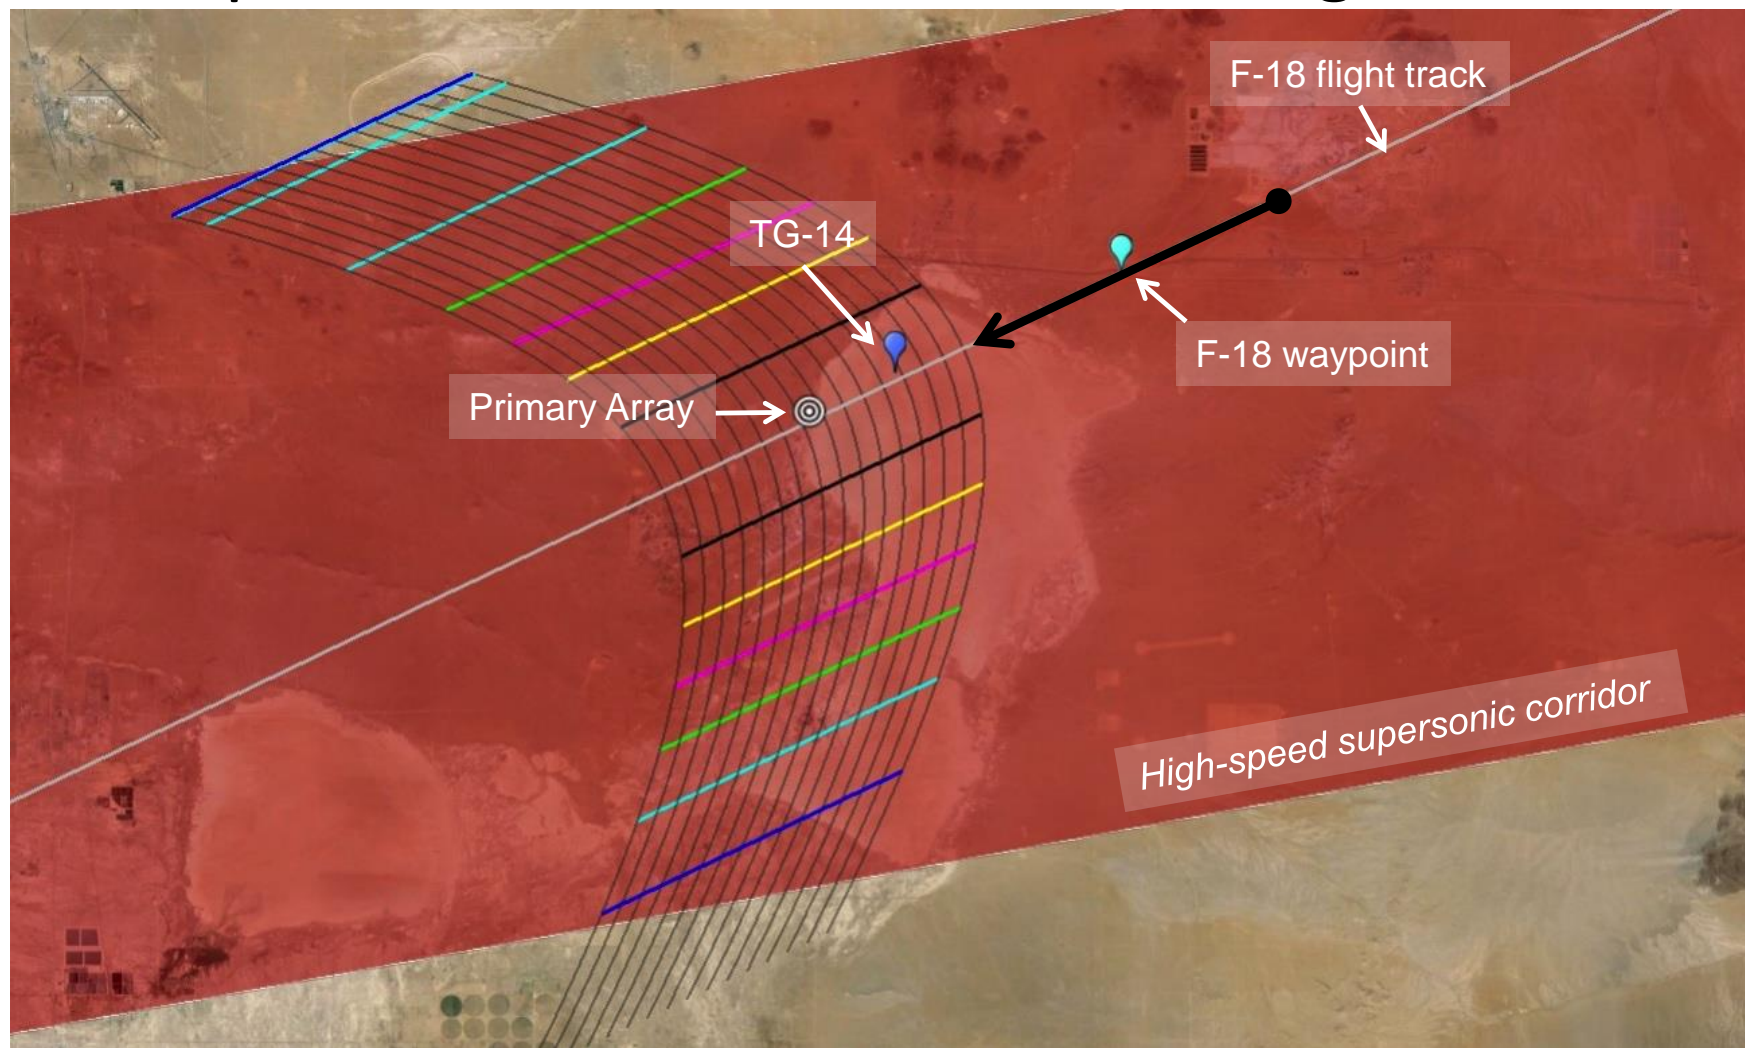 F-18 flight track
TG-14
F-18 waypoint
Primary Array
High-speed supersonic corridor